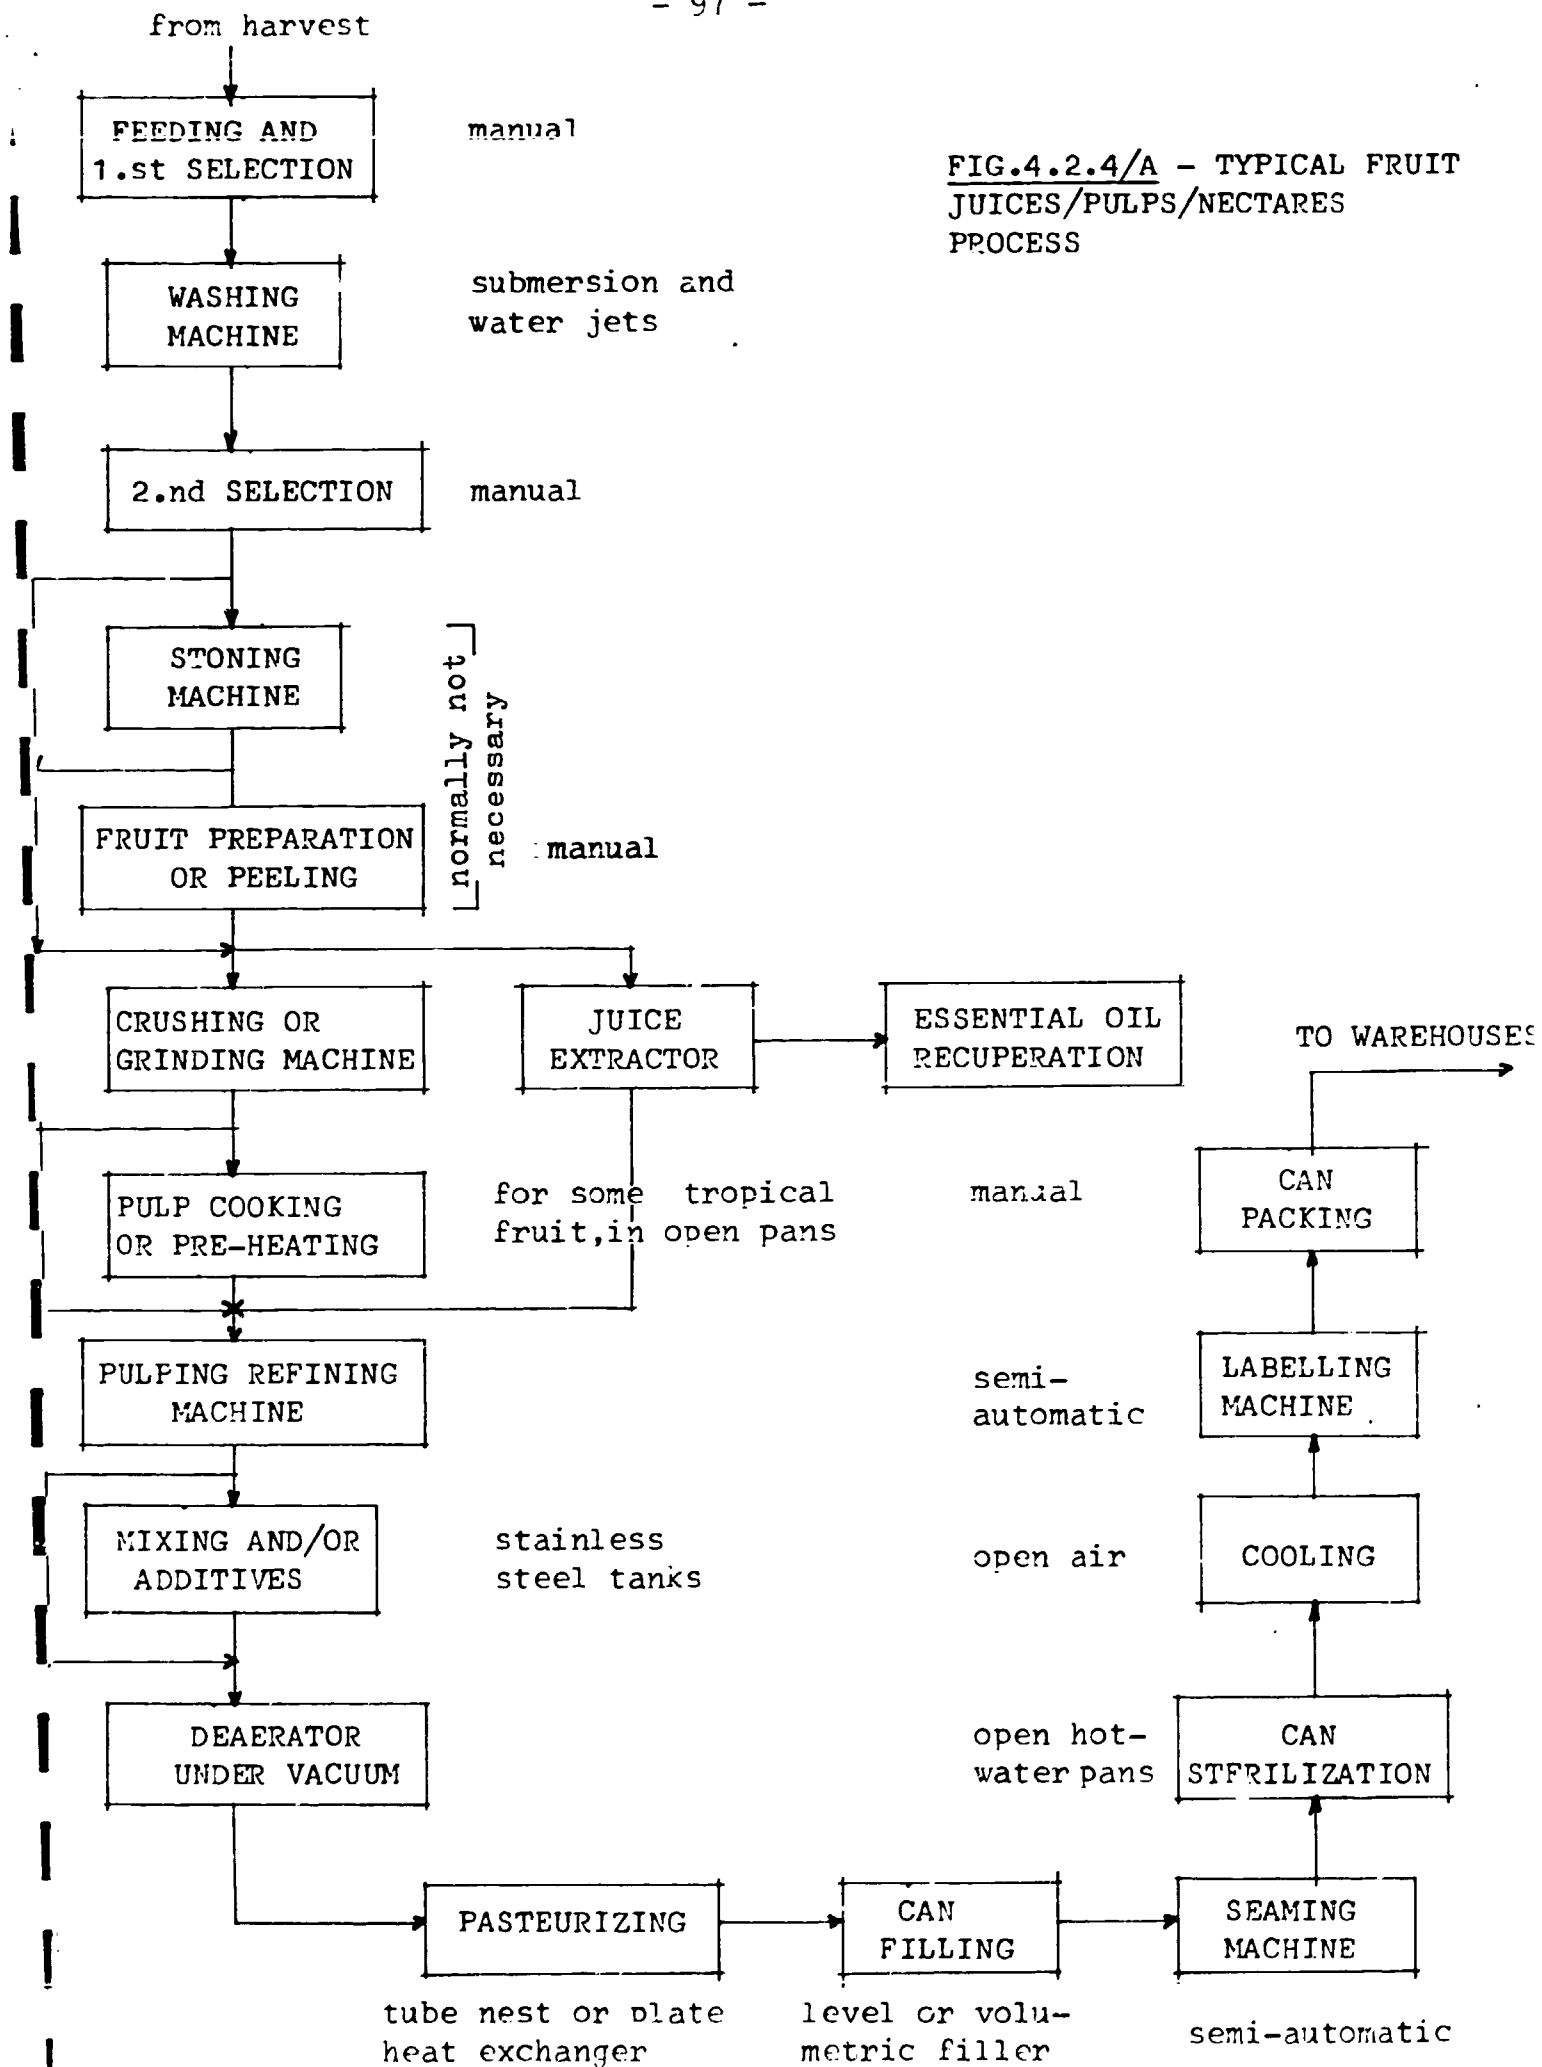 - 97 -
from harvest
FEEDING AND
1.st SELECTION
manual
FIG.4.2.4/A - TYPICAL FRUIT
JUICES/PULPS/NECTARES
PROCESS
WASHING
MACHINE
submersion and
water jets
2.nd SELECTION
manual
STONING
MACHINE
normally not
necessary
FRUIT PREPARATION
OR PEELING
manual
CRUSHING OR
GRINDING MACHINE
JUICE
EXTRACTOR
ESSENTIAL OIL
RECUPERATION
TO WAREHOUSES
PULP COOKING
OR PRE-HEATING
for some tropical
fruit,in open pans
manual
CAN
PACKING
PULPING REFINING
MACHINE
semi-
automatic
LABELLING
MACHINE
MIXING AND/OR
ADDITIVES
stainless
steel tanks
open air
COOLING
DEAERATOR
UNDER VACUUM
open hot-
water pans
CAN
STERILIZATION
PASTEURIZING
CAN
FILLING
SEAMING
MACHINE
tube nest or plate
heat exchanger
level or volu-
metric filler
semi-automatic